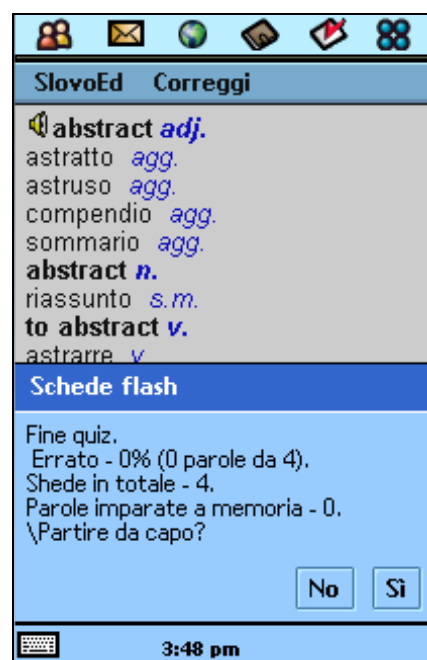 SlovoEd Correggi
abstract adj.
astratto agg.
astruso agg.
compendio agg.
sommario agg.
abstract n.
riassunto s.m.
to abstract v.
astrarre v
Schede flash
Fine quiz.
Errato - 0% (0 parole da 4).
Shede in totale - 4.
Parole imparate a memoria - 0.
\Partire da capo?
No Sì
3:48 pm